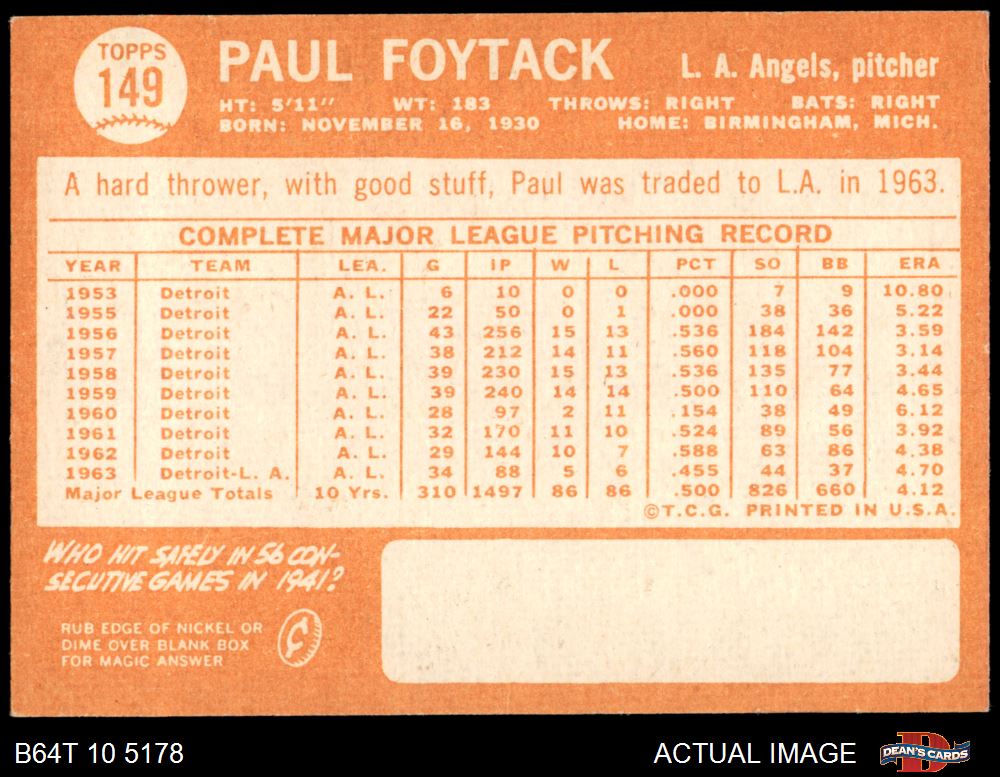 TOPPS
149
PAUL FOYTACK
L. A. Angels, pitcher
HT: 5'11" WT: 183 THROWS: RIGHT BATS: RIGHT
BORN: NOVEMBER 16, 1930 HOME: BIRMINGHAM, MICH.
A hard thrower, with good stuff, Paul was traded to L.A. in 1963.
COMPLETE MAJOR LEAGUE PITCHING RECORD
YEAR TEAM LEA. G IP W L PCT SO BB ERA
1953 Detroit A. L. 6 10 0 0 .000 7 9 10.80
1955 Detroit A. L. 22 50 0 1 .000 38 36 5.22
1956 Detroit A. L. 43 256 15 13 .536 184 142 3.59
1957 Detroit A. L. 38 212 14 11 .560 118 104 3.14
1958 Detroit A. L. 39 230 15 13 .536 135 77 3.44
1959 Detroit A. L. 39 240 14 14 .500 110 64 4.65
1960 Detroit A. L. 28 97 2 11 .154 38 49 6.12
1961 Detroit A. L. 32 170 11 10 .524 89 56 3.92
1962 Detroit A. L. 29 144 10 7 .588 63 86 4.38
1963 Detroit-L. A. A. L. 34 88 5 6 .455 44 37 4.70
Major League Totals 10 Yrs. 310 1497 86 86 .500 826 660 4.12
©T.C.G. PRINTED IN U.S.A.
WHO HIT SAFELY IN 56 CON-
SECUTIVE GAMES IN 1941?
RUB EDGE OF NICKEL OR
DIME OVER BLANK BOX
FOR MAGIC ANSWER
B64T 10 5178
ACTUAL IMAGE
DEAN'S CARDS